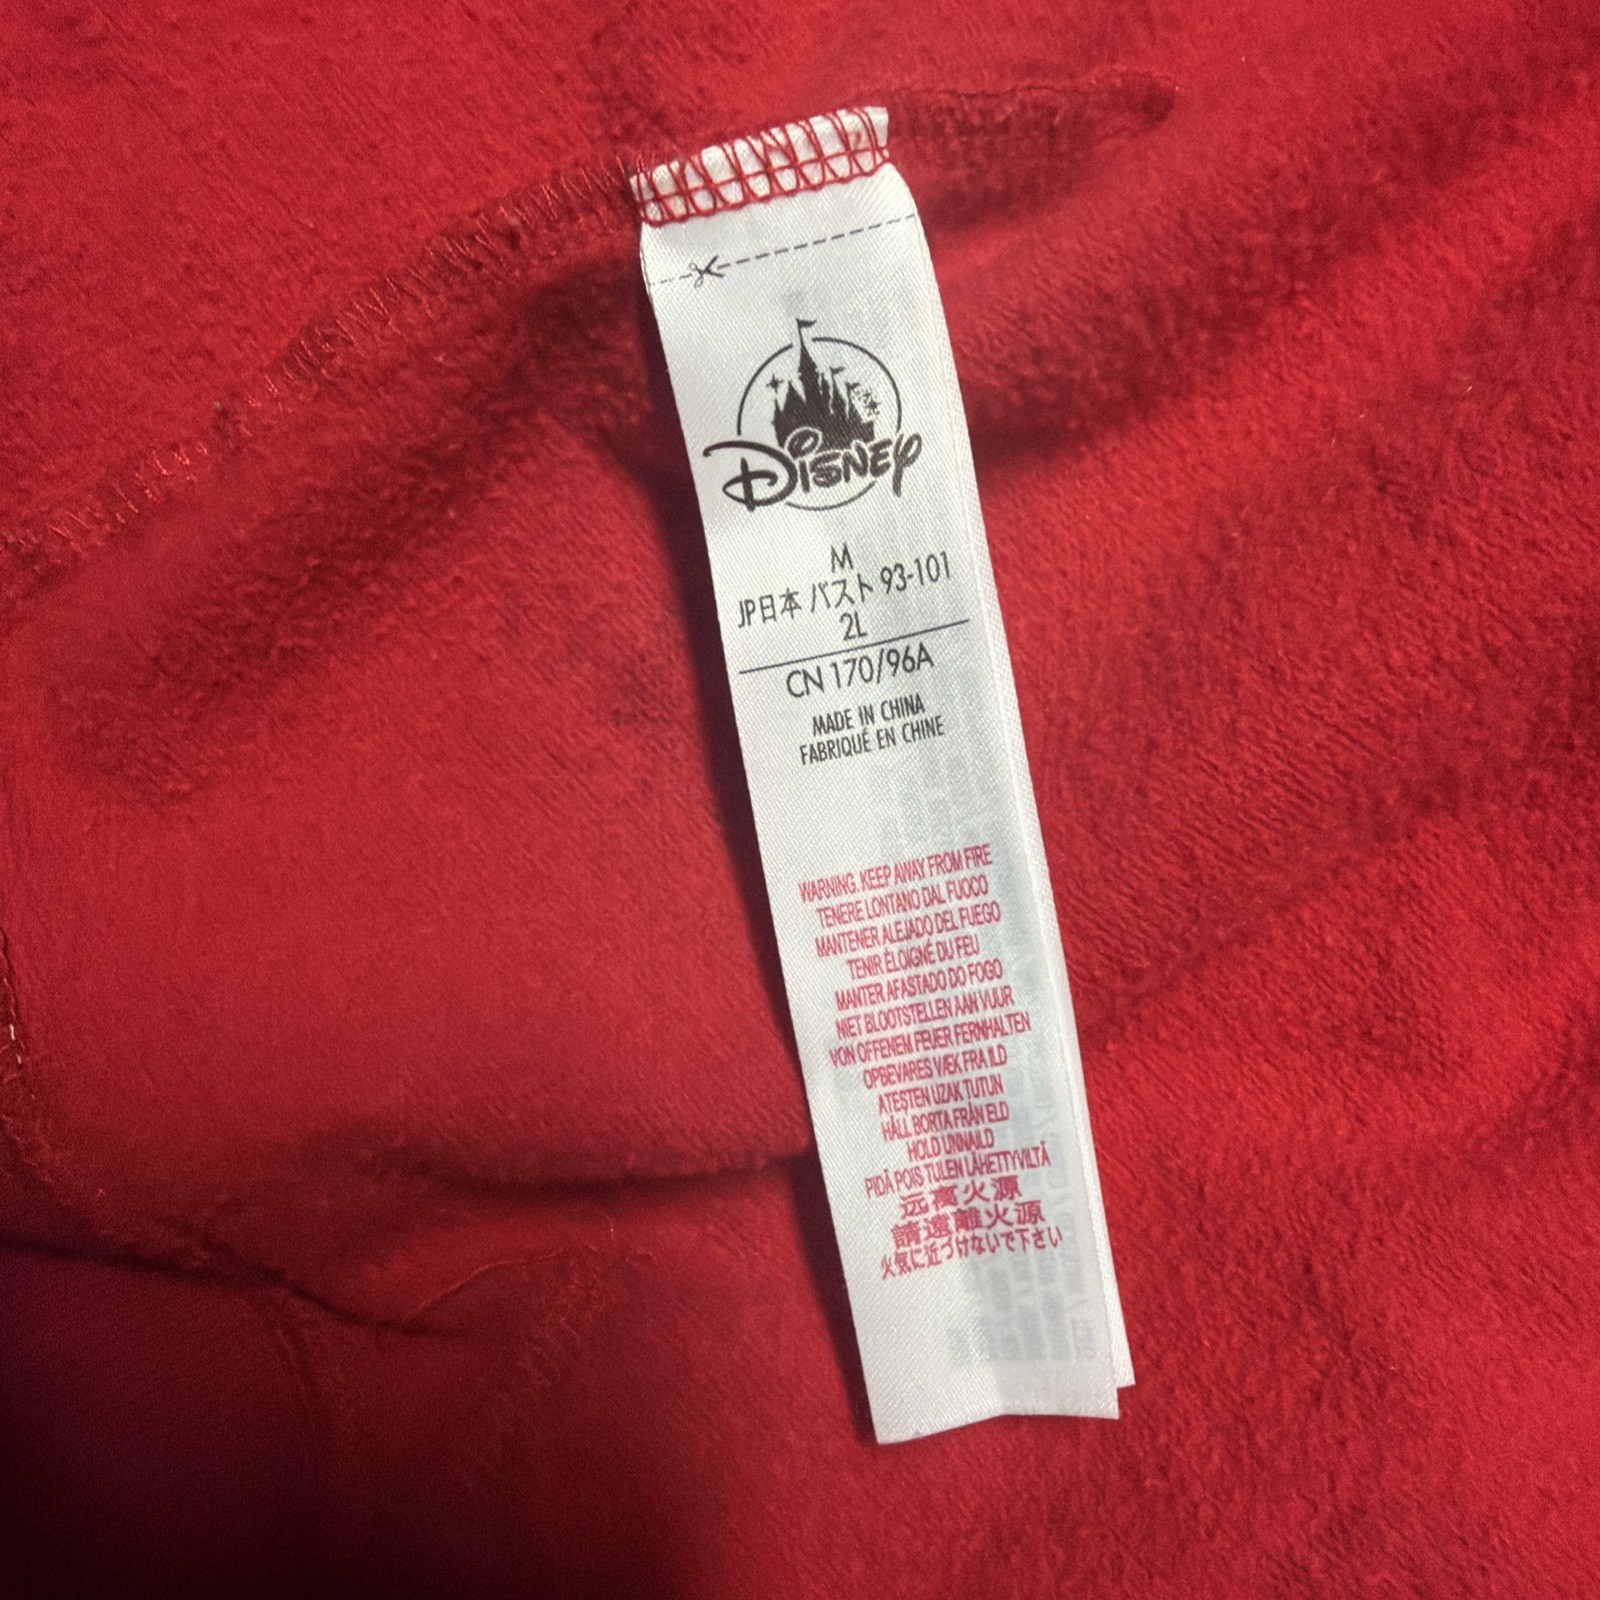 Disney
M
JP日本 バスト 93-101
2L
CN 170/96A
MADE IN CHINA
FABRIQUÉ EN CHINE
WARNING. KEEP AWAY FROM FIRE
TENERE LONTANO DAL FUOCO
MANTENER ALEJADO DEL FUEGO
TENIR ÉLOIGNÉ DU FEU
MANTER AFASTADO DO FOGO
NIET BLOOTSTELLEN AAN VUUR
VON OFFENEM FEUER FERNHALTEN
OPBEVARES VÆK FRA ILD
ATEŞTEN UZAK TUTUN
HÅLL BORTA FRÅN ELD
HOLD UNNA ILD
PIDÄ POIS TULEN LÄHETTYVILTÄ
远离火源
請遠離火源
火気に近づけないで下さい